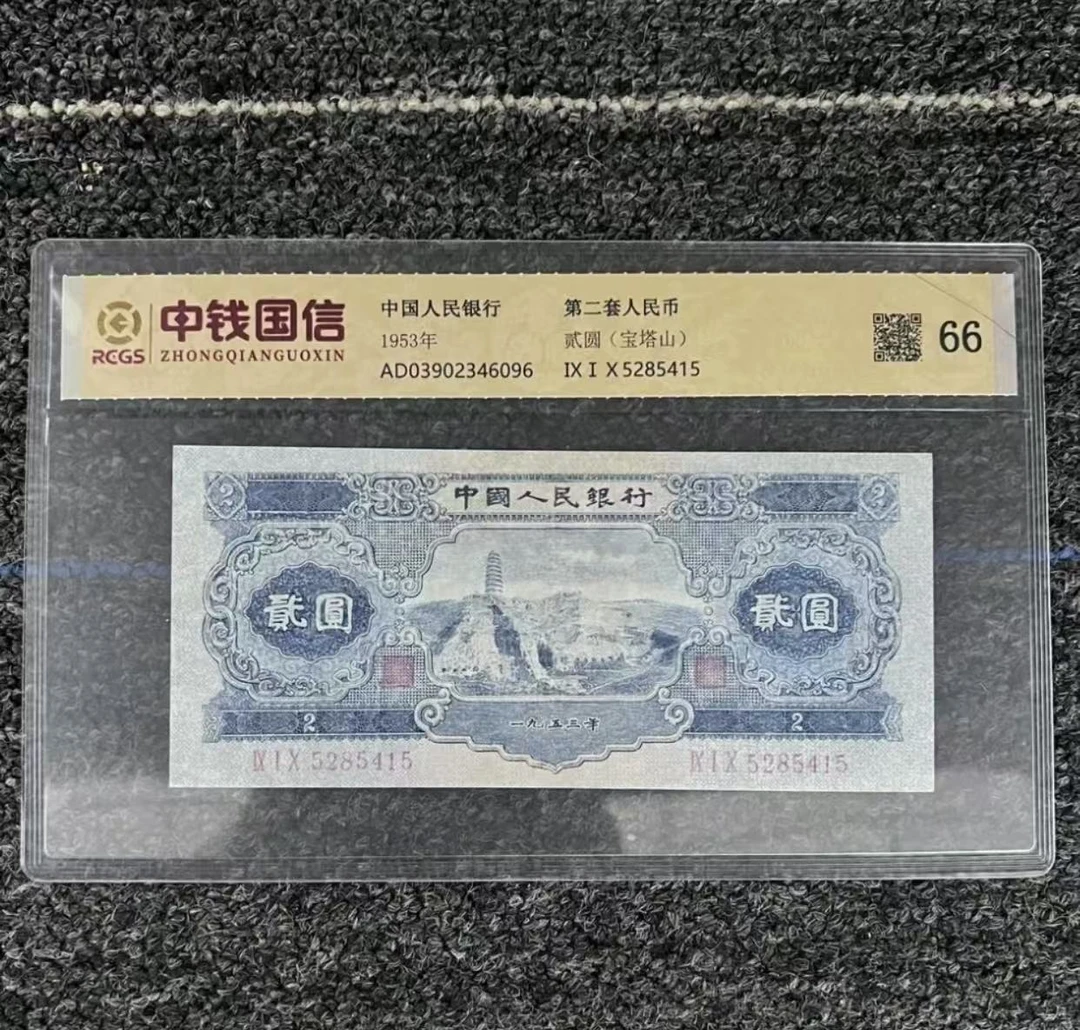 中钱国信
RCGS ZHONGQIANGUOXIN
中国人民银行 第二套人民币
1953年 贰圆（宝塔山）
AD03902346096 IX I X 5285415
66
2 中國人民銀行 2
貳圓 貳圓
2 一九五三年 2
IX I X 5285415 IX I X 5285415